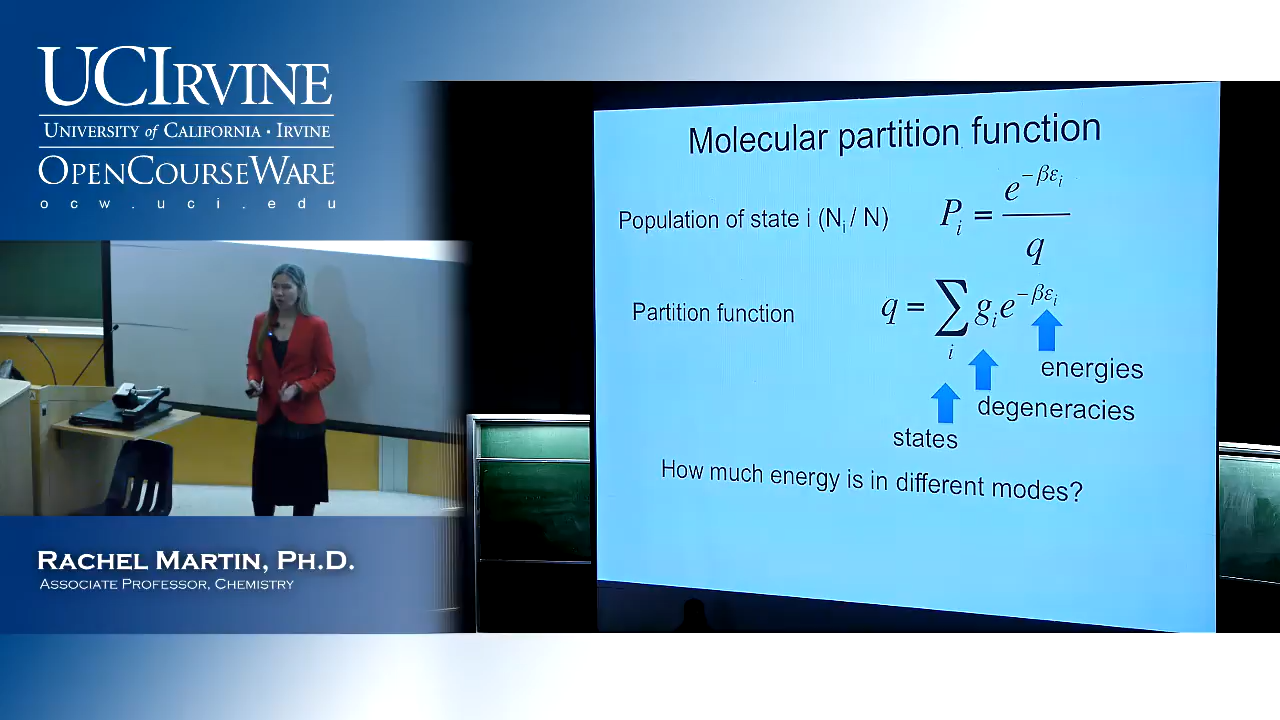 UCIRVINE
UNIVERSITY of CALIFORNIA · IRVINE
OPENCOURSEWARE
ocw.uci.edu
RACHEL MARTIN, PH.D.
ASSOCIATE PROFESSOR, CHEMISTRY
Molecular partition function
Population of state i (Nᵢ / N) Pᵢ = e^{-βεᵢ} / q
Partition function q = ∑ᵢ gᵢe^{-βεᵢ}
energies
degeneracies
states
How much energy is in different modes?